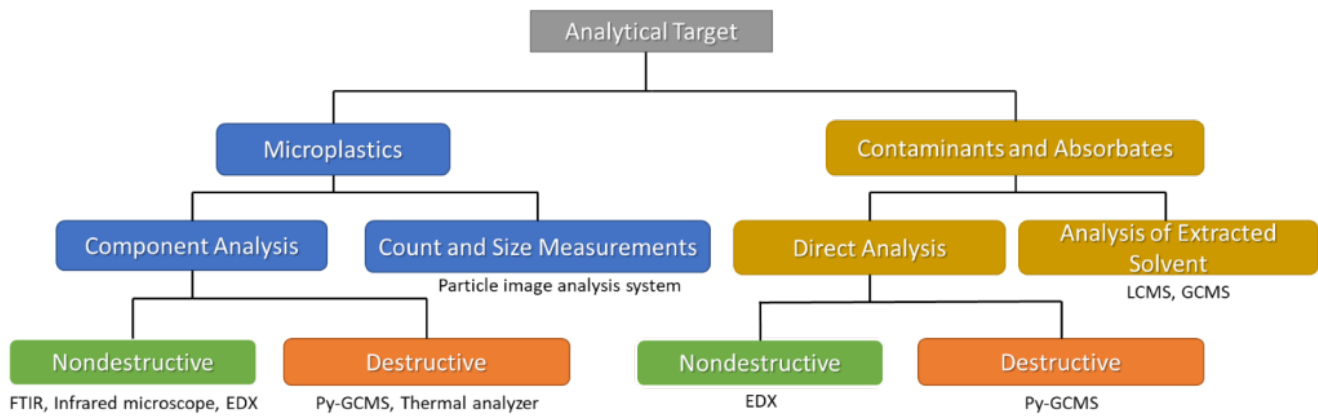 Analytical Target
Microplastics
Contaminants and Absorbates
Component Analysis
Count and Size Measurements
Particle image analysis system
Direct Analysis
Analysis of Extracted
Solvent
LCMS, GCMS
Nondestructive
FTIR, Infrared microscope, EDX
Destructive
Py-GCMS, Thermal analyzer
Nondestructive
EDX
Destructive
Py-GCMS